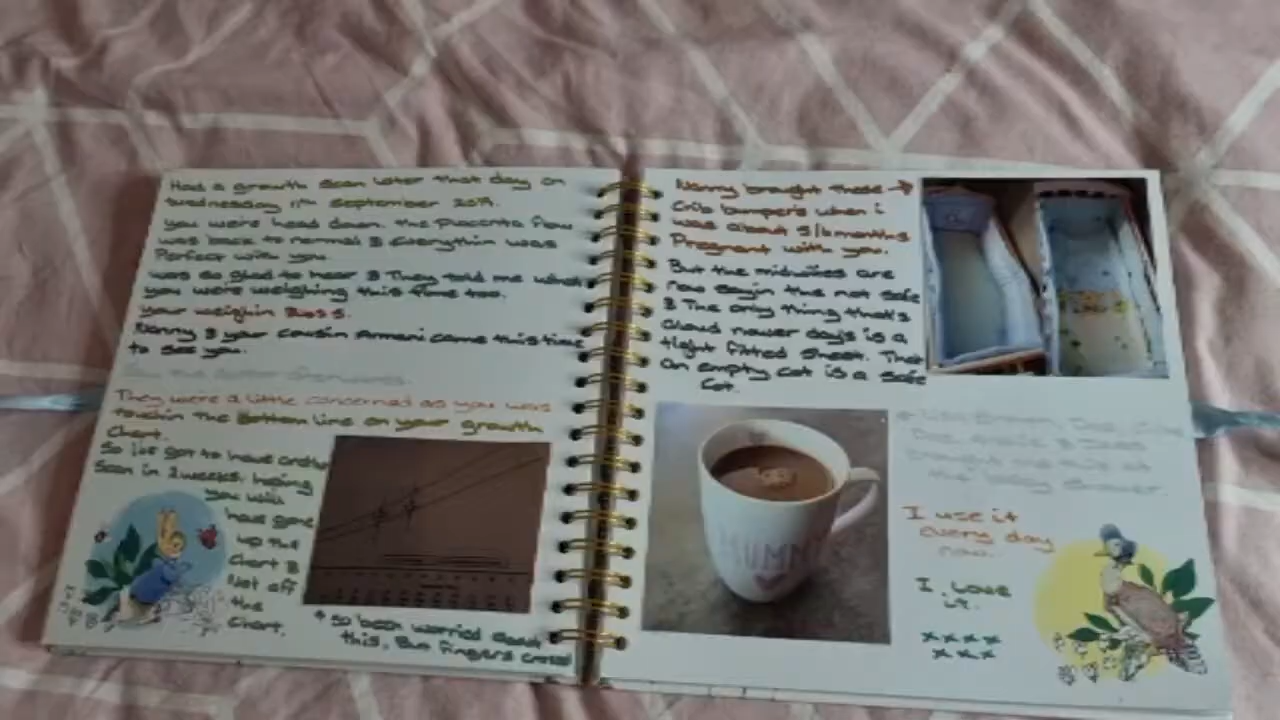 Had a growth scan later that day on
Wednesday 11th September 2019.
You were head down. the Placenta flow
was back to normal & Everythin was
Perfect with you.
was so glad to hear & They told me what
you were weighing this time too.
your weighin
Nanny & your cousin Armani came this time
to see you.
They were a little concerned as you was
touchin the Bottom line on your growth
Chart.
So I've got to have another
Scan in 2 weeks. hoping
you will
have gone
up the
Chart &
Not off
the
Chart.
* so been worried about
this, But fingers cross
Nanny brought these →
Crib bumpers when i
was about 5/6 months
Pregnant with you.
But the midwives are
now sayin the not safe
& The only thing that's
aloud nower days is a
tight fitted sheet. That
an empty cot is a safe
Cot.
MUMM
I use it
every day
now.
I love
it.
xxxx
xxx